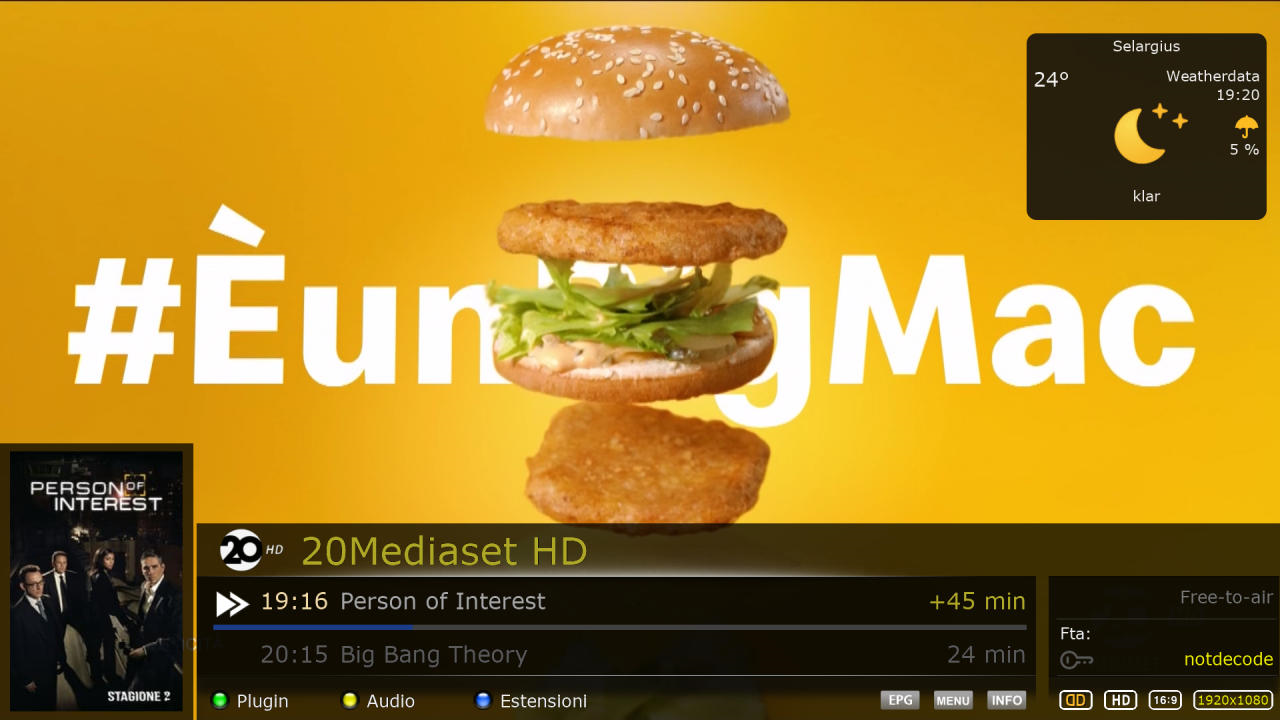 Selargius
24°
Weatherdata
19:20
5 %
klar
#ÈunBigMac
PERSON OF
INTEREST
STAGIONE 2
20 HD 20Mediaset HD
19:16 Person of Interest +45 min
20:15 Big Bang Theory 24 min
Free-to-air
Fta:
notdecode
Plugin Audio Estensioni EPG MENU INFO
DD HD 16:9 1920x1080